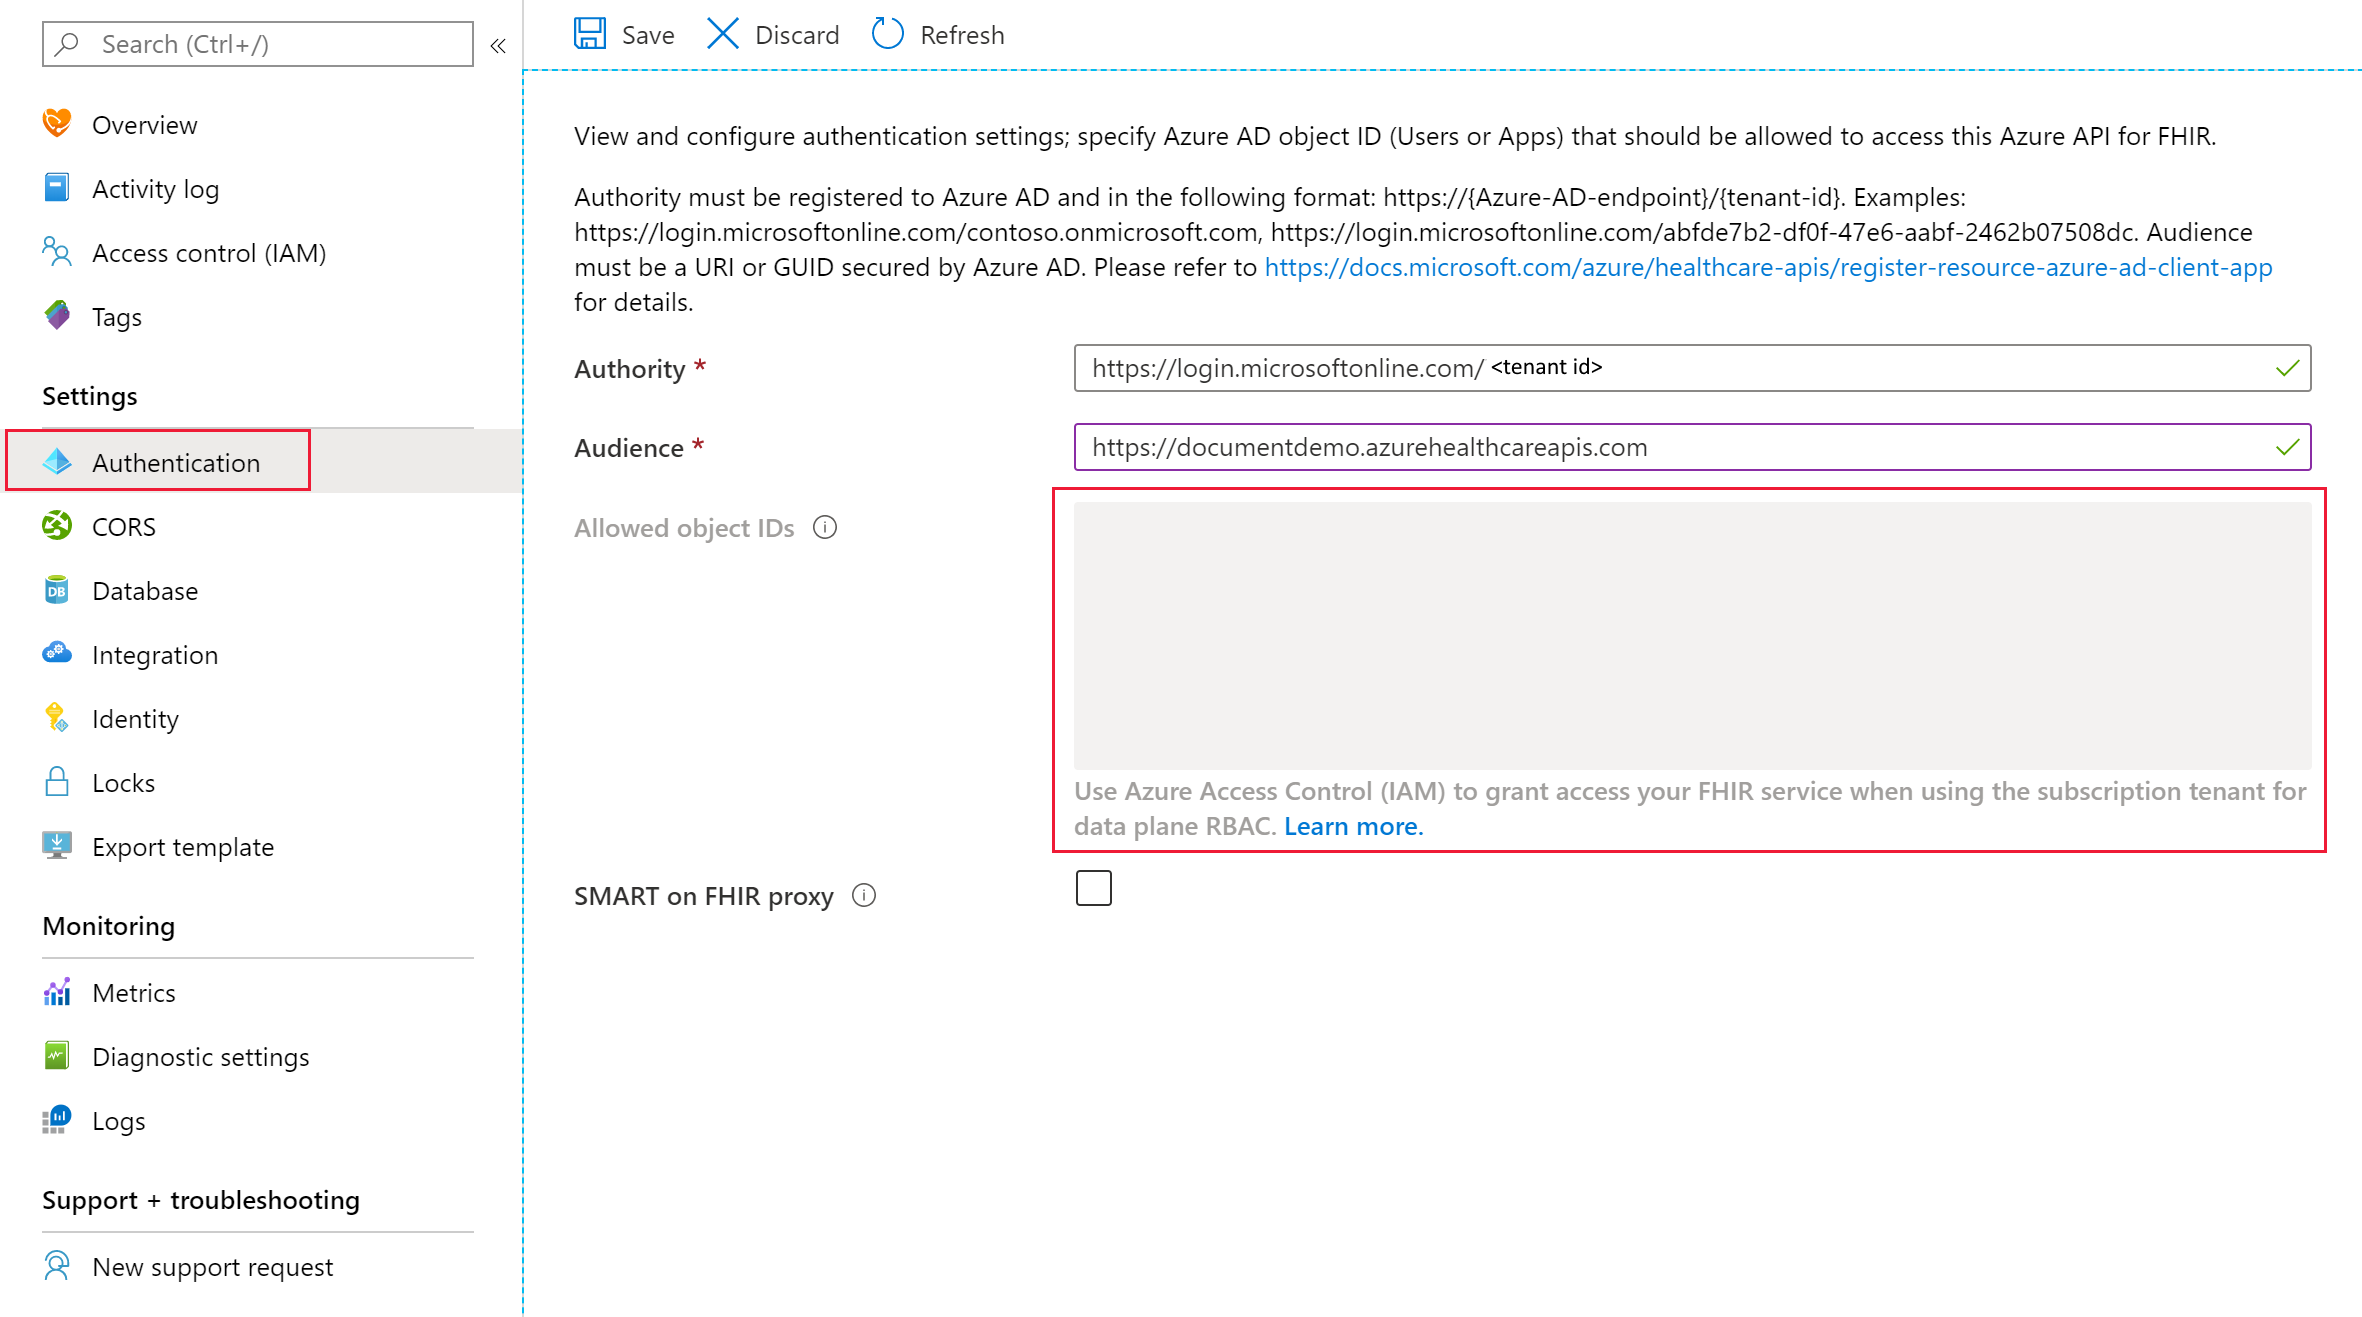 Search (Ctrl+/)
«
Overview
Activity log
Access control (IAM)
Tags
Settings
Authentication
CORS
DB
Database
Integration
Identity
Locks
Export template
Monitoring
Metrics
Diagnostic settings
Logs
Support + troubleshooting
New support request
Save
Discard
Refresh
View and configure authentication settings; specify Azure AD object ID (Users or Apps) that should be allowed to access this Azure API for FHIR.
Authority must be registered to Azure AD and in the following format: https://{Azure-AD-endpoint}/{tenant-id}. Examples:
https://login.microsoftonline.com/contoso.onmicrosoft.com, https://login.microsoftonline.com/abfde7b2-df0f-47e6-aabf-2462b07508dc. Audience
must be a URI or GUID secured by Azure AD. Please refer to https://docs.microsoft.com/azure/healthcare-apis/register-resource-azure-ad-client-app
for details.
Authority *
https://login.microsoftonline.com/ <tenant id>
Audience *
https://documentdemo.azurehealthcareapis.com
Allowed object IDs
Use Azure Access Control (IAM) to grant access your FHIR service when using the subscription tenant for
data plane RBAC. Learn more.
SMART on FHIR proxy